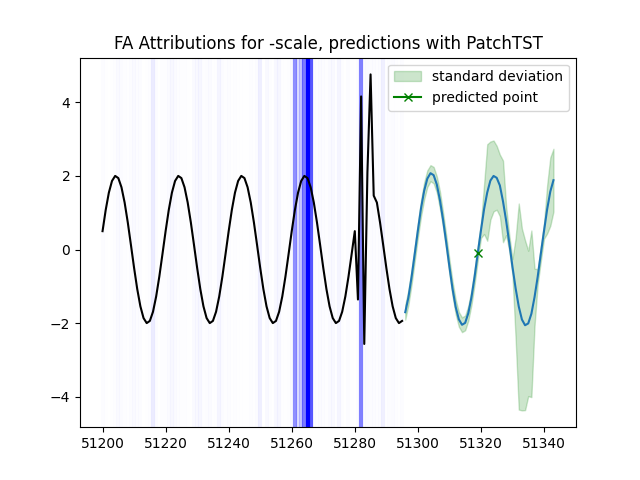 FA Attributions for -scale, predictions with PatchTST
standard deviation
predicted point
4
2
0
−2
−4
51200 51220 51240 51260 51280 51300 51320 51340